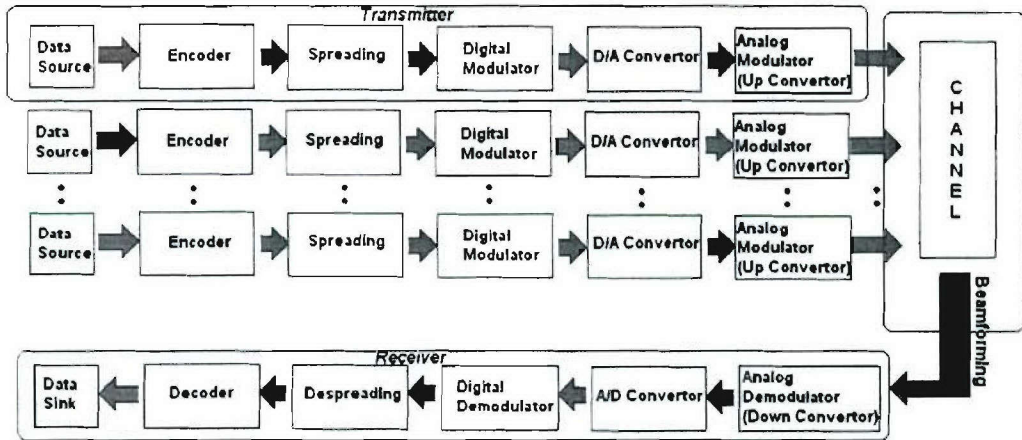 Transmitter
Data
Source
Encoder
Spreading
Digital
Modulator
D/A Convertor
Analog
Modulator
(Up Convertor)
Data
Source
Encoder
Spreading
Digital
Modulator
D/A Convertor
Analog
Modulator
(Up Convertor)
Data
Source
Encoder
Spreading
Digital
Modulator
D/A Convertor
Analog
Modulator
(Up Convertor)
CHANNEL
Beamforming
Receiver
Data
Sink
Decoder
Despreading
Digital
Demodulator
A/D Convertor
Analog
Demodulator
(Down Convertor)